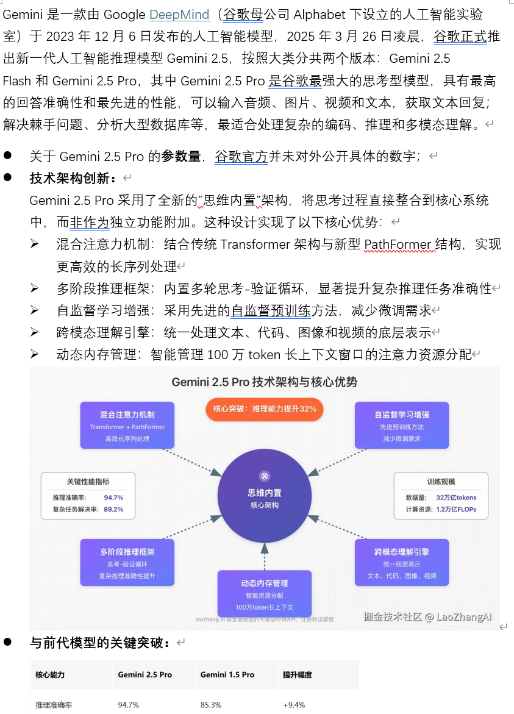 Gemini 是一款由 Google DeepMind（谷歌母公司 Alphabet 下设立的人工智能实验
室）于 2023 年 12 月 6 日发布的人工智能模型，2025 年 3 月 26 日凌晨，谷歌正式推
出新一代人工智能推理模型 Gemini 2.5，按照大类分共两个版本：Gemini 2.5
Flash 和 Gemini 2.5 Pro，其中 Gemini 2.5 Pro 是谷歌最强大的思考型模型，具有最高
的回答准确性和最先进的性能，可以输入音频、图片、视频和文本，获取文本回复；
解决棘手问题、分析大型数据库等，最适合处理复杂的编码、推理和多模态理解。
● 关于 Gemini 2.5 Pro 的参数量，谷歌官方并未对外公开具体的数字；
● 技术架构创新：
Gemini 2.5 Pro 采用了全新的“思维内置”架构，将思考过程直接整合到核心系统
中，而非作为独立功能附加。这种设计实现了以下核心优势：
➢ 混合注意力机制：结合传统 Transformer 架构与新型 PathFormer 结构，实现
更高效的长序列处理
➢ 多阶段推理框架：内置多轮思考-验证循环，显著提升复杂推理任务准确性
➢ 自监督学习增强：采用先进的自监督预训练方法，减少微调需求
➢ 跨模态理解引擎：统一处理文本、代码、图像和视频的底层表示
➢ 动态内存管理：智能管理 100 万 token 长上下文窗口的注意力资源分配
Gemini 2.5 Pro 技术架构与核心优势
混合注意力机制
Transformer + PathFormer
高效长序列处理
核心突破：推理能力提升32%
自监督学习增强
先进预训练方法
减少微调需求
关键性能指标
推理准确率： 94.7%
复杂任务解决率： 89.2%
思维内置
核心架构
训练规模
数据量： 32万亿tokens
计算资源： 1.2万亿FLOPs
多阶段推理框架
思考-验证循环
复杂推理准确性提升
动态内存管理
智能资源分配
100万token长上下文
跨模态理解引擎
统一底层表示
文本、代码、图像、视频
掘金技术社区 @ LaoZhangAI
● 与前代模型的关键突破：
核心能力 Gemini 2.5 Pro Gemini 1.5 Pro 提升幅度
推理准确率 94.7% 85.3% +9.4%